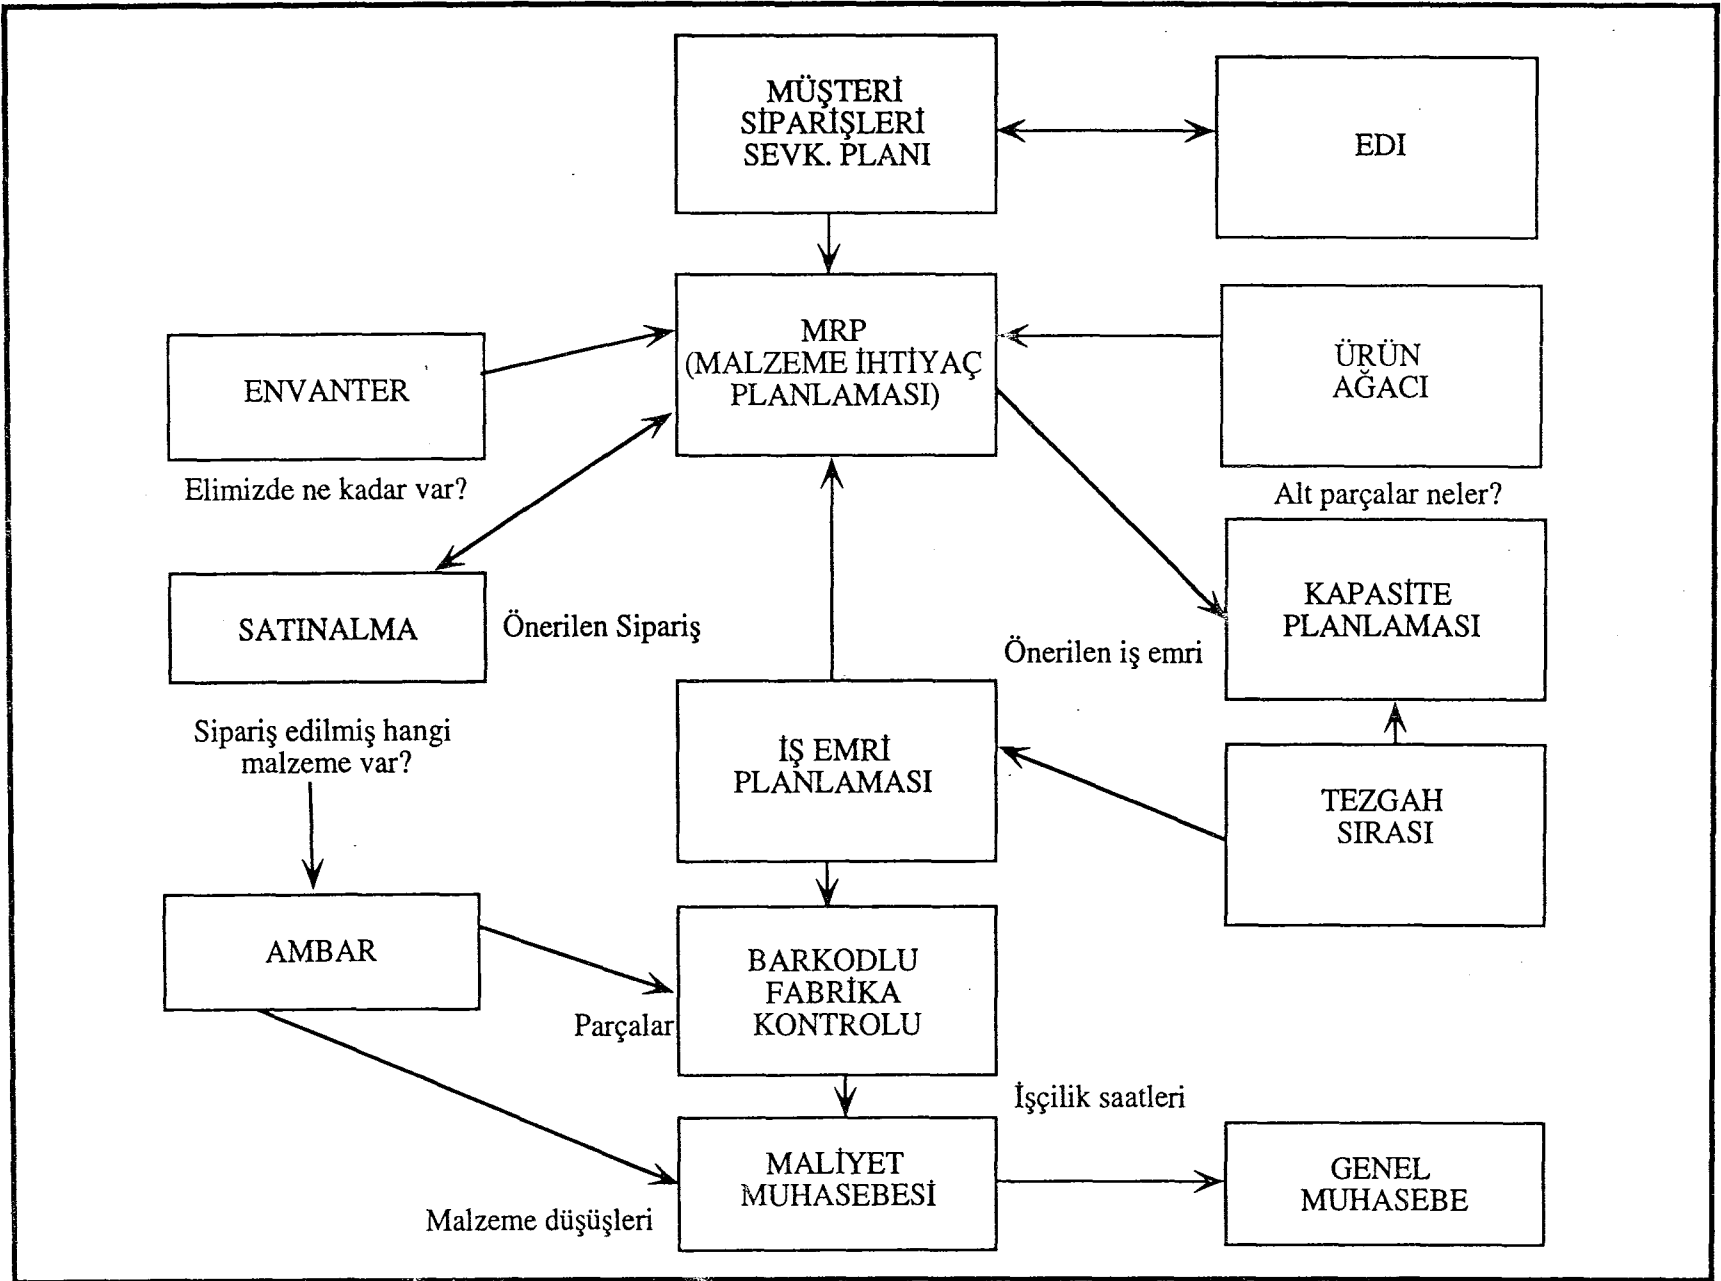 MÜŞTERİ
SİPARİŞLERİ
SEVK. PLANI
EDI
MRP
(MALZEME İHTİYAÇ
PLANLAMASI)
ÜRÜN
AĞACI
ENVANTER
Elimizde ne kadar var?
Alt parçalar neler?
SATINALMA
Önerilen Sipariş
KAPASİTE
PLANLAMASI
Önerilen iş emri
Sipariş edilmiş hangi
malzeme var?
İŞ EMRİ
PLANLAMASI
TEZGAH
SIRASI
AMBAR
BARKODLU
FABRİKA
KONTROLU
Parçalar
İşçilik saatleri
MALİYET
MUHASEBESİ
GENEL
MUHASEBE
Malzeme düşüşleri